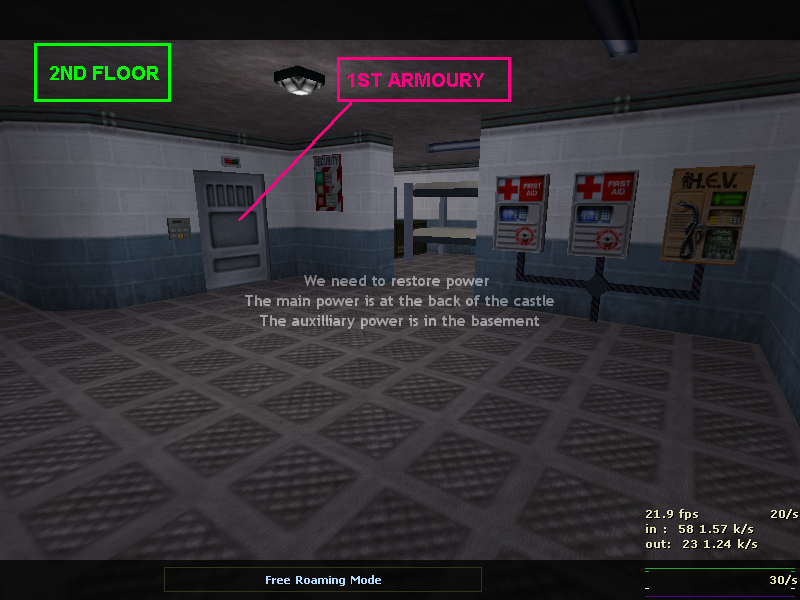 2ND FLOOR
1ST ARMOURY
SECURITY
FIRST
AID
FIRST
AID
H.E.V.
We need to restore power
The main power is at the back of the castle
The auxilliary power is in the basement
21.9 fps 20/s
in : 58 1.57 k/s
out: 23 1.24 k/s
30/s
Free Roaming Mode